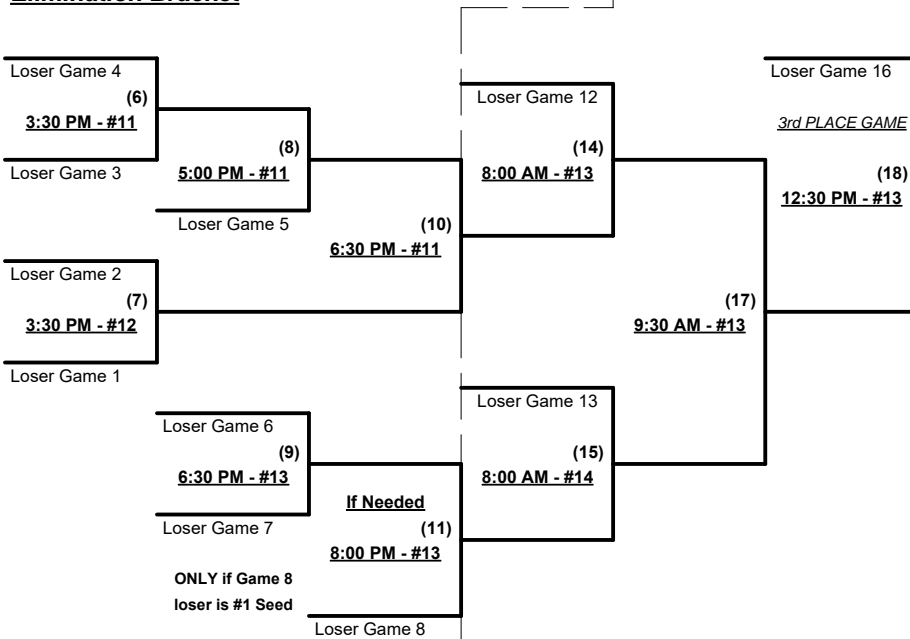 Elimination Bracket
Loser Game 4
(6)
3:30 PM - #11
Loser Game 3
(8)
5:00 PM - #11
Loser Game 5
Loser Game 2
(7)
3:30 PM - #12
Loser Game 1
(10)
6:30 PM - #11
Loser Game 12
(14)
8:00 AM - #13
Loser Game 16
3rd PLACE GAME
(18)
12:30 PM - #13
(17)
9:30 AM - #13
Loser Game 6
(9)
6:30 PM - #13
Loser Game 7
If Needed
(11)
8:00 PM - #13
ONLY if Game 8
loser is #1 Seed
Loser Game 8
Loser Game 13
(15)
8:00 AM - #14